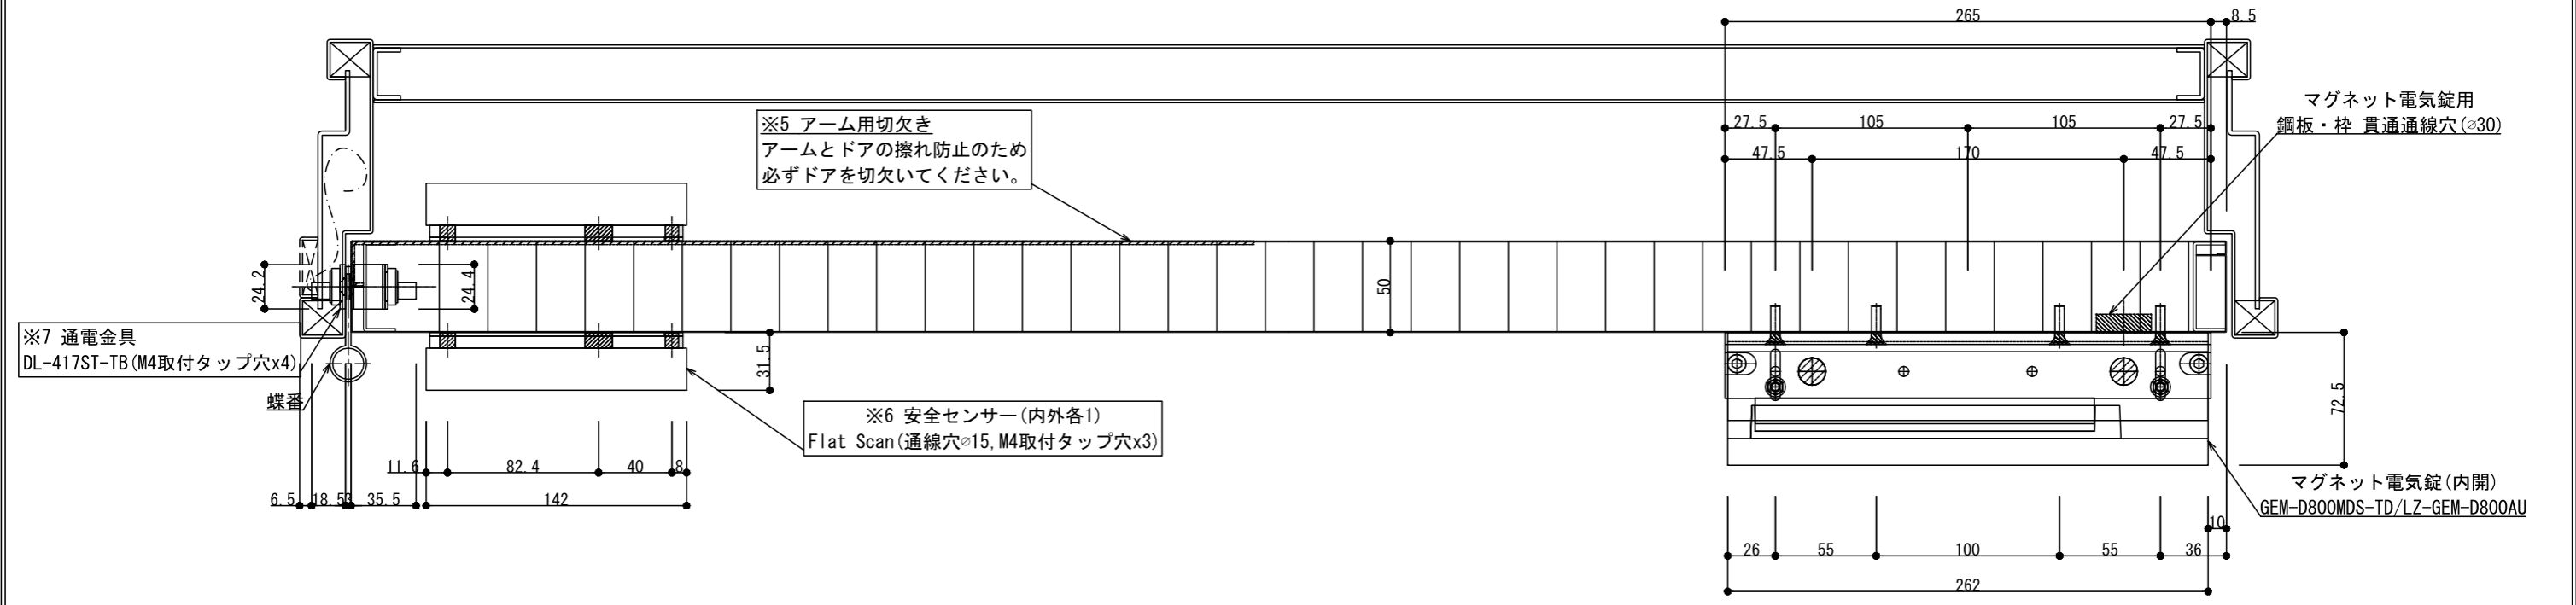 265
8.5
マグネット電気錠用
鋼板・枠 貫通通線穴(⌀30)
※5 アーム用切欠き
アームとドアの擦れ防止のため
必ずドアを切欠いてください。
27.5
105
105
27.5
47.5
170
47.5
24.2
24.4
50
※7 通電金具
DL-417ST-TB(M4取付タップ穴x4)
蝶番
31.5
72.5
※6 安全センサー(内外各1)
Flat Scan(通線穴⌀15,M4取付タップ穴x3)
11.6
82.4
40
8
6.5
18.5
3
35.5
142
マグネット電気錠(内開)
GEM-D800MDS-TD/LZ-GEM-D800AU
10
26
55
100
55
36
262